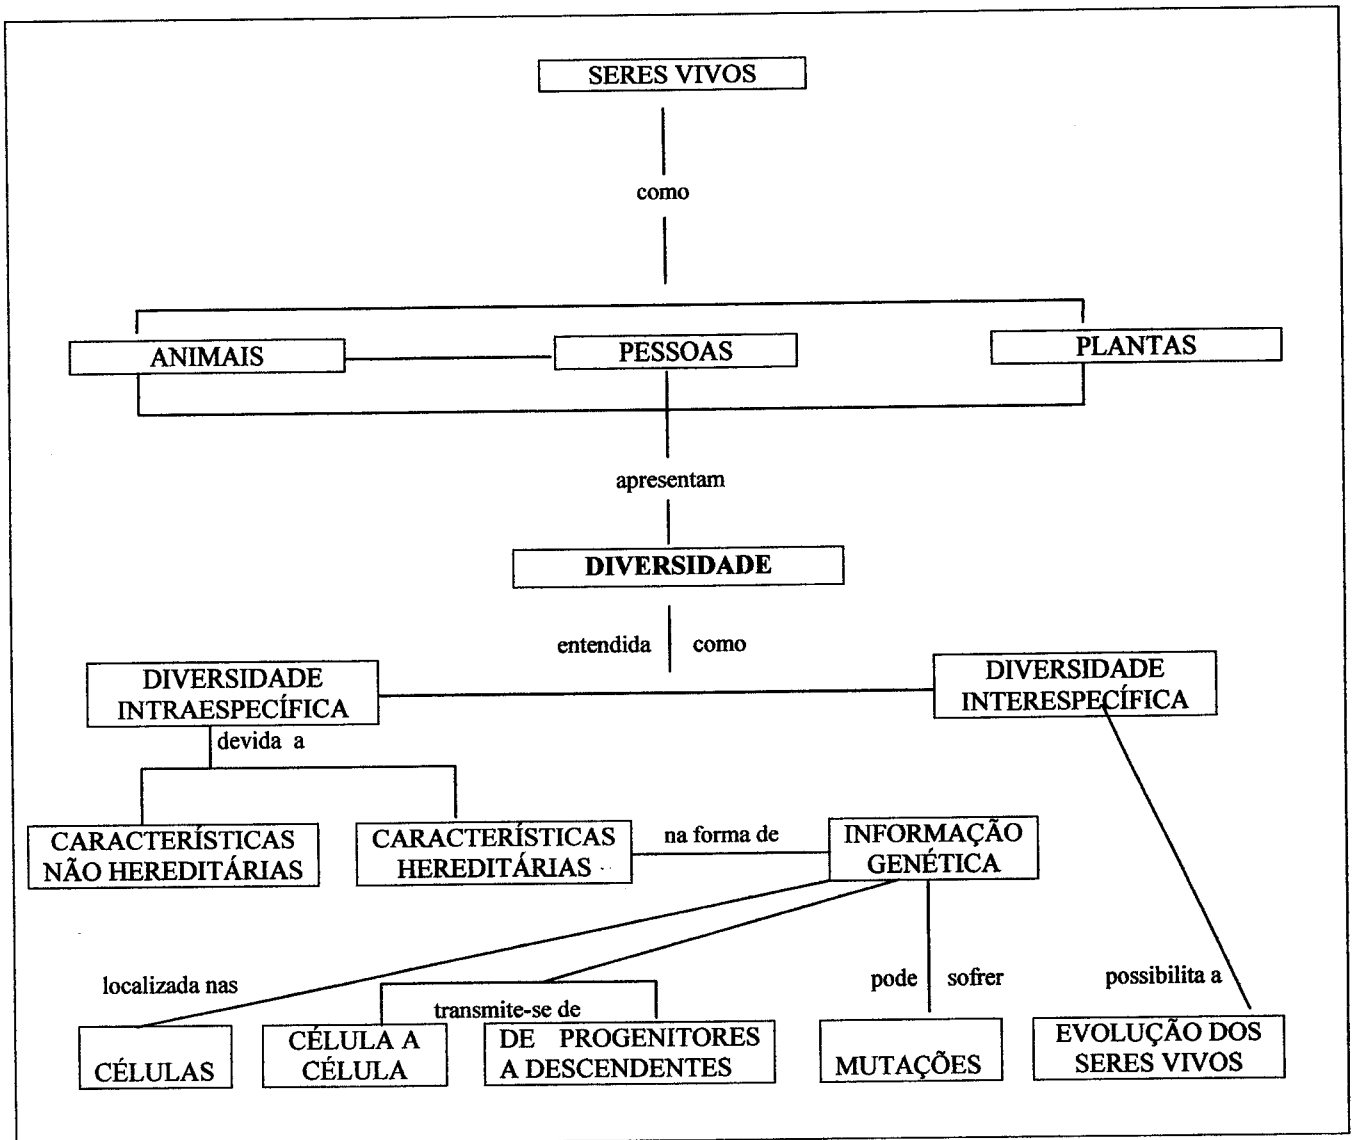 SERES VIVOS
como
ANIMAIS
PESSOAS
PLANTAS
apresentam
DIVERSIDADE
entendida como
DIVERSIDADE
INTRAESPECÍFICA
DIVERSIDADE
INTERESPECÍFICA
devida a
CARACTERÍSTICAS
NÃO HEREDITÁRIAS
CARACTERÍSTICAS
HEREDITÁRIAS
na forma de
INFORMAÇÃO
GENÉTICA
localizada nas
transmite-se de
pode sofrer
possibilita a
CÉLULAS
CÉLULA A
CÉLULA
DE PROGENITORES
A DESCENDENTES
MUTAÇÕES
EVOLUÇÃO DOS
SERES VIVOS